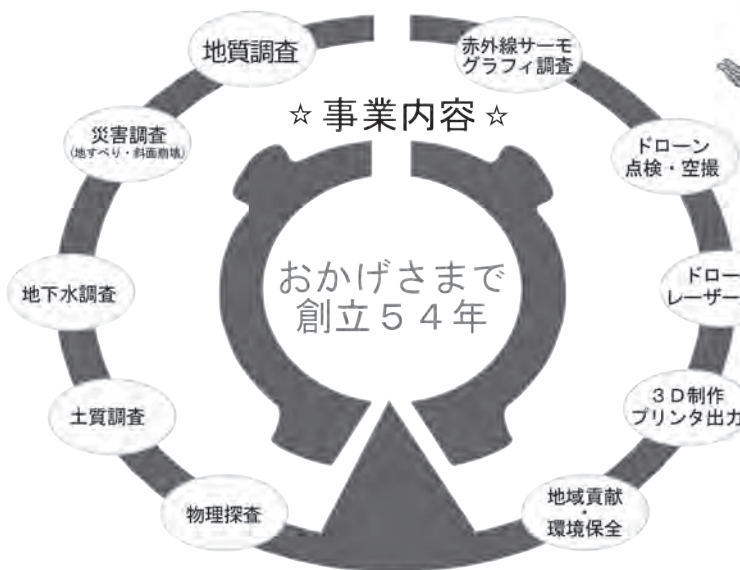 ☆ 事業内容 ☆
おかげさまで
創立５４年
地質調査
災害調査
(地すべり・斜面崩壊)
地下水調査
土質調査
物理探査
赤外線サーモ
グラフィ調査
ドローン
点検・空撮
ドロー
レーザー
３Ｄ制作
プリンタ出力
地域貢献
・
環境保全